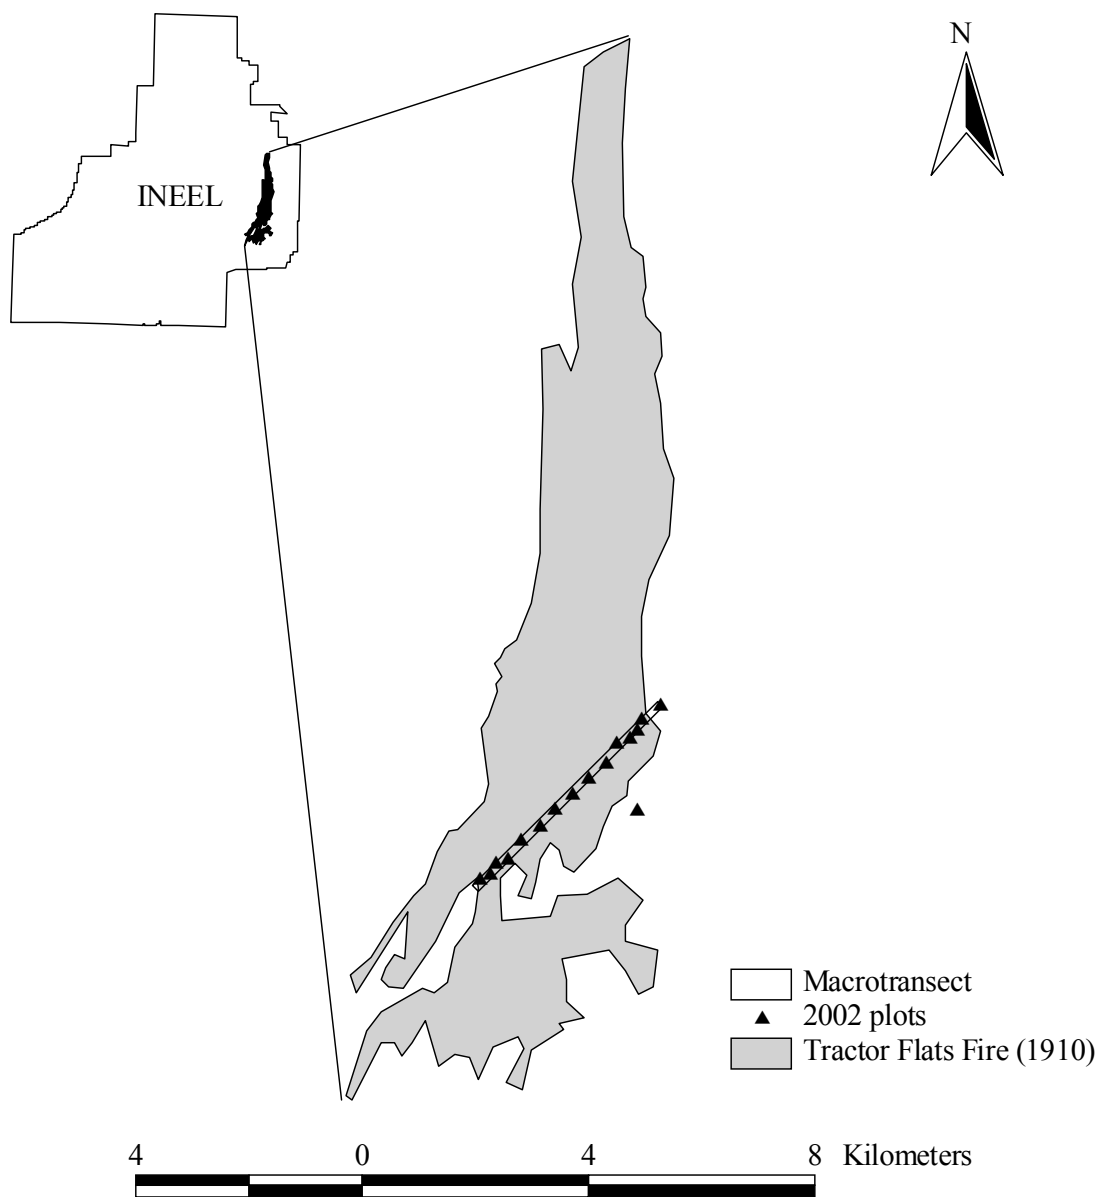 N
INEEL
Macrotransect
2002 plots
Tractor Flats Fire (1910)
4 0 4 8 Kilometers